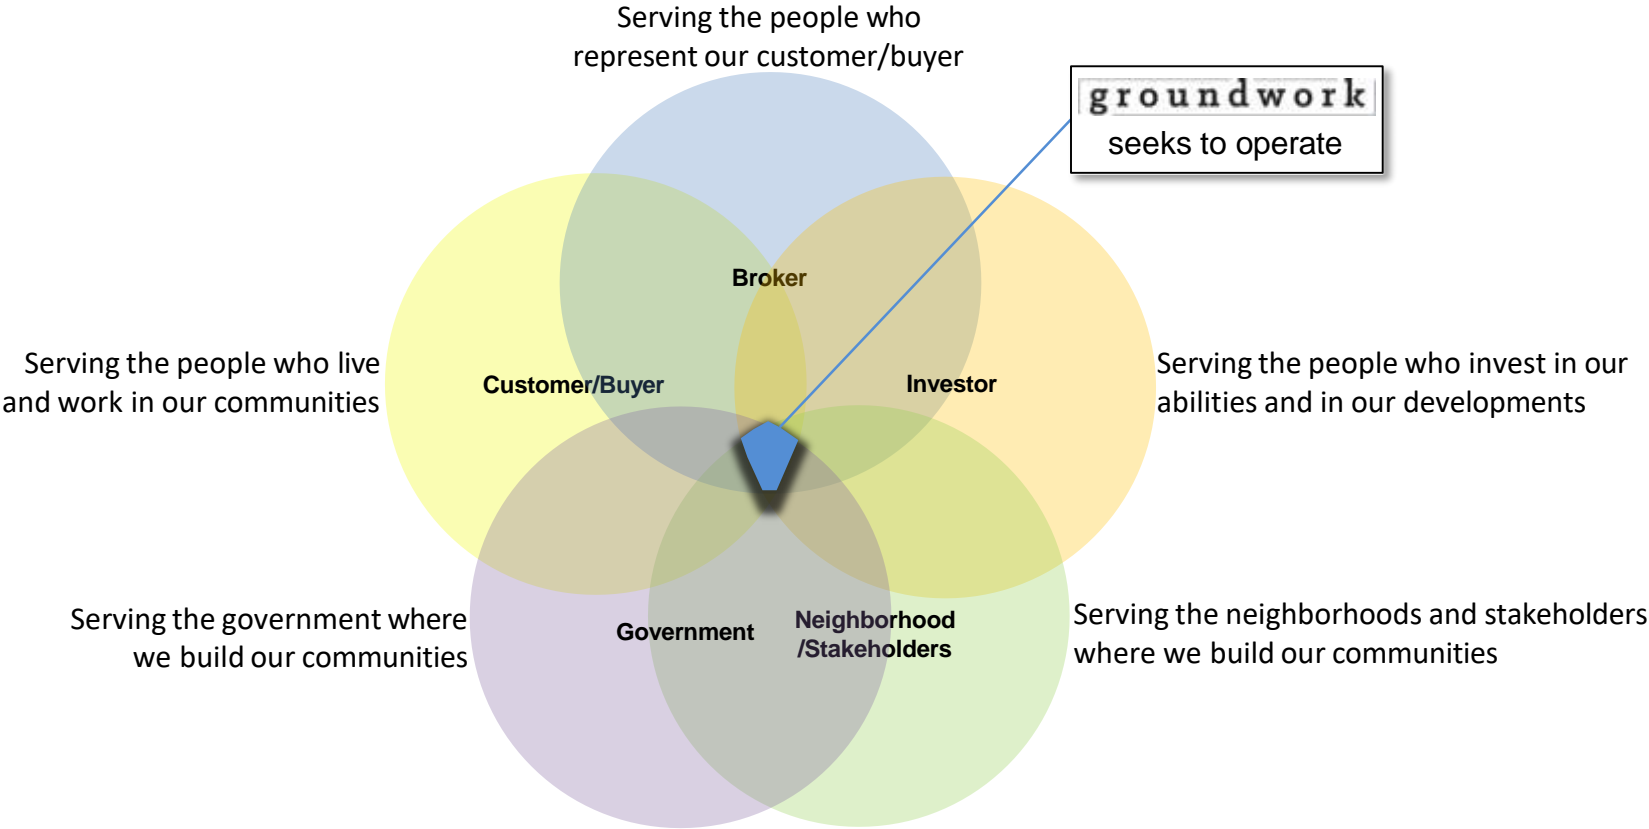 Serving the people who
represent our customer/buyer
groundwork
seeks to operate
Broker
Serving the people who live
and work in our communities
Customer/Buyer
Investor
Serving the people who invest in our
abilities and in our developments
Serving the government where
we build our communities
Government
Neighborhood
/Stakeholders
Serving the neighborhoods and stakeholders
where we build our communities